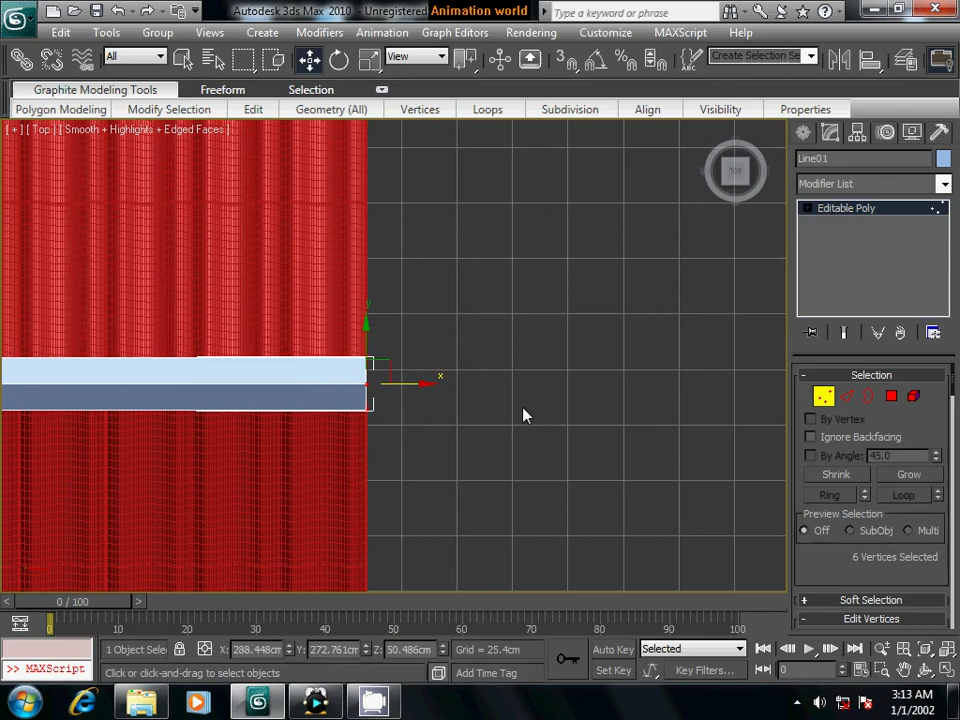 Autodesk 3ds Max 2010 - Unregistered Animation world Type a keyword or phrase
Edit Tools Group Views Create Modifiers Animation Graph Editors Rendering Customize MAXScript Help
All View Create Selection Se
Graphite Modeling Tools Freeform Selection
Polygon Modeling Modify Selection Edit Geometry (All) Vertices Loops Subdivision Align Visibility Properties
[ + ] [ Top ] [ Smooth + Highlights + Edged Faces ]
TOP
Line01
Modifier List
Editable Poly
y
x
- Selection
By Vertex
Ignore Backfacing
By Angle: 45.0
Shrink Grow
Ring Loop
Preview Selection
Off SubObj Multi
6 Vertices Selected
+ Soft Selection
- Edit Vertices
< 0 / 100 >
0 10 20 30 40 50 60 70 80 90 100
1 Object Selec X: 288.448cm Y: 272.761cm Z: 50.486cm Grid = 25.4cm Auto Key Selected
>> MAXScript Click or click-and-drag to select objects Add Time Tag Set Key Key Filters... 0
3:13 AM
1/1/2002